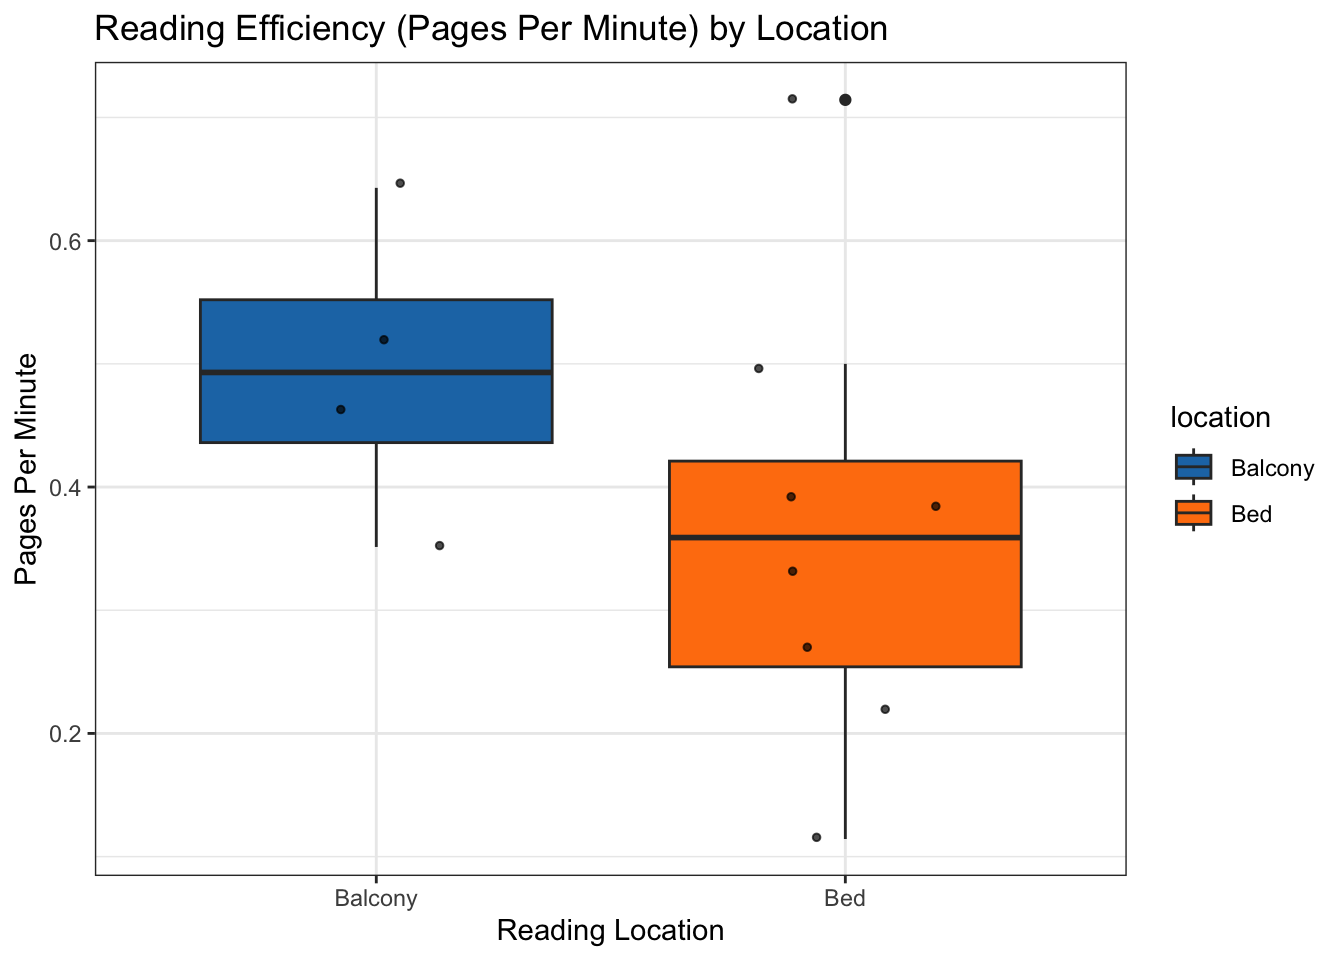 Reading Efficiency (Pages Per Minute) by Location
Pages Per Minute
0.6
0.4
0.2
Balcony
Bed
Reading Location
location
Balcony
Bed